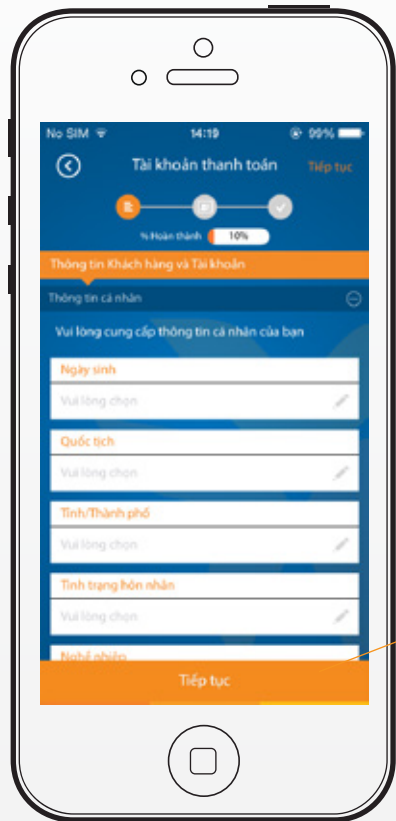 No SIM 14:19 99%
Tài khoản thanh toán Tiếp tục
% Hoàn thành 10%
Thông tin Khách hàng và Tài khoản
Thông tin cá nhân
Vui lòng cung cấp thông tin cá nhân của bạn
Ngày sinh
Vui lòng chọn
Quốc tịch
Vui lòng chọn
Tỉnh/Thành phố
Vui lòng chọn
Tình trạng hôn nhân
Vui lòng chọn
Nghề nghiệp
Tiếp tục